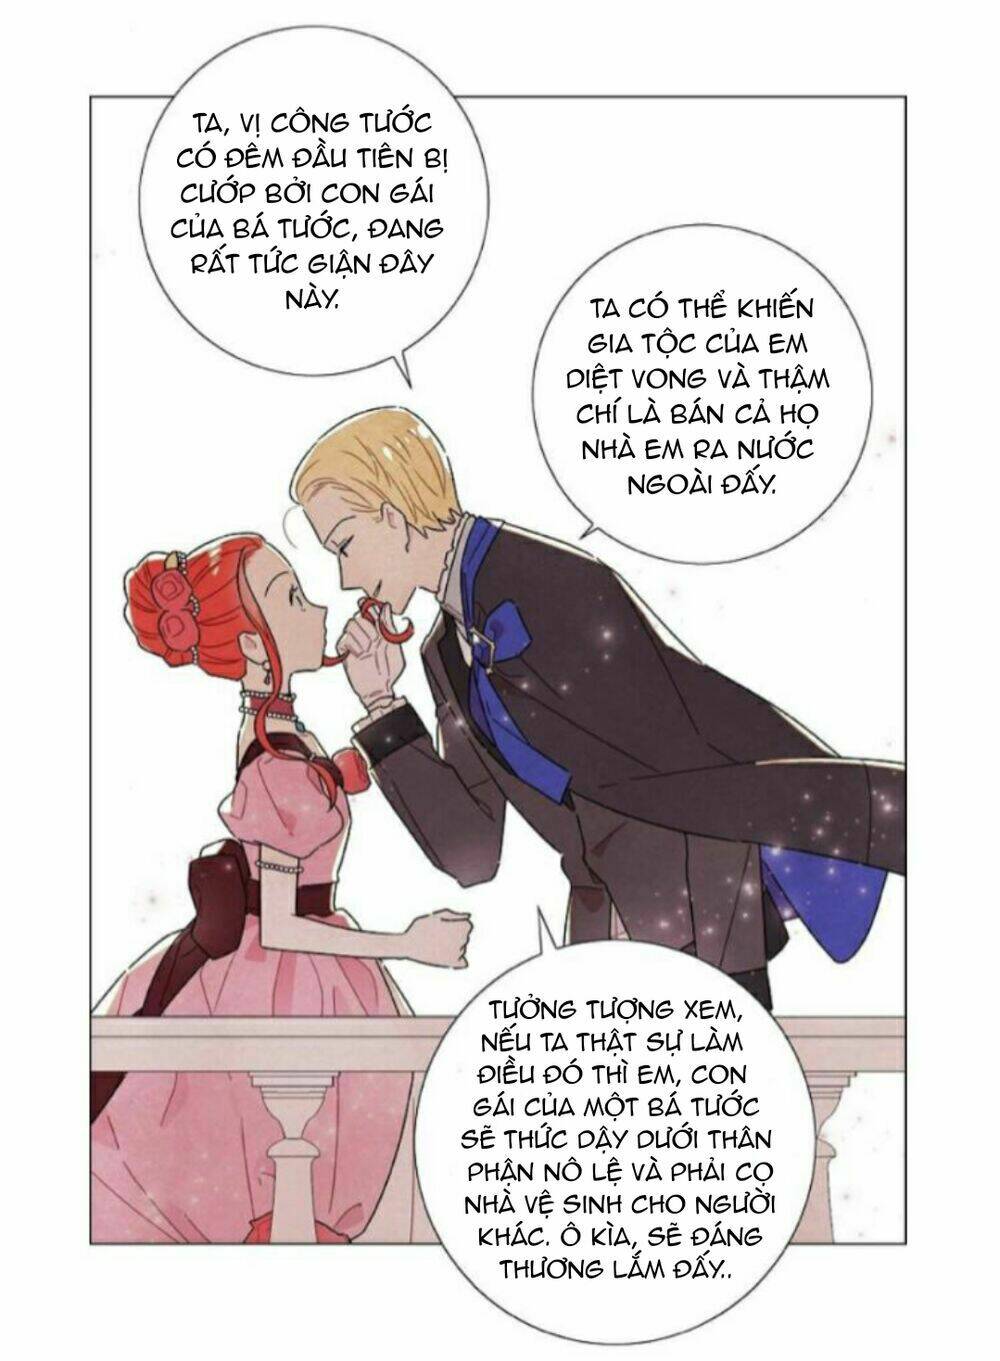 TA, VỊ CÔNG TƯỚC
CÓ ĐÊM ĐẦU TIÊN BỊ
CƯỚP BỞI CON GÁI
CỦA BÁ TƯỚC, ĐANG
RẤT TỨC GIẬN ĐÂY
NÀY.
TA CÓ THỂ KHIẾN
GIA TỘC CỦA EM
DIỆT VONG VÀ THẬM
CHÍ LÀ BÁN CẢ HỌ
NHÀ EM RA NƯỚC
NGOÀI ĐẤY.
TƯỞNG TƯỢNG XEM,
NẾU TA THẬT SỰ LÀM
ĐIỀU ĐÓ THÌ EM, CON
GÁI CỦA MỘT BÁ TƯỚC
SẼ THỨC DẬY DƯỚI THÂN
PHẬN NÔ LỆ VÀ PHẢI CỌ
NHÀ VỆ SINH CHO NGƯỜI
KHÁC. Ô KÌA, SẼ ĐÁNG
THƯƠNG LẮM ĐẤY..